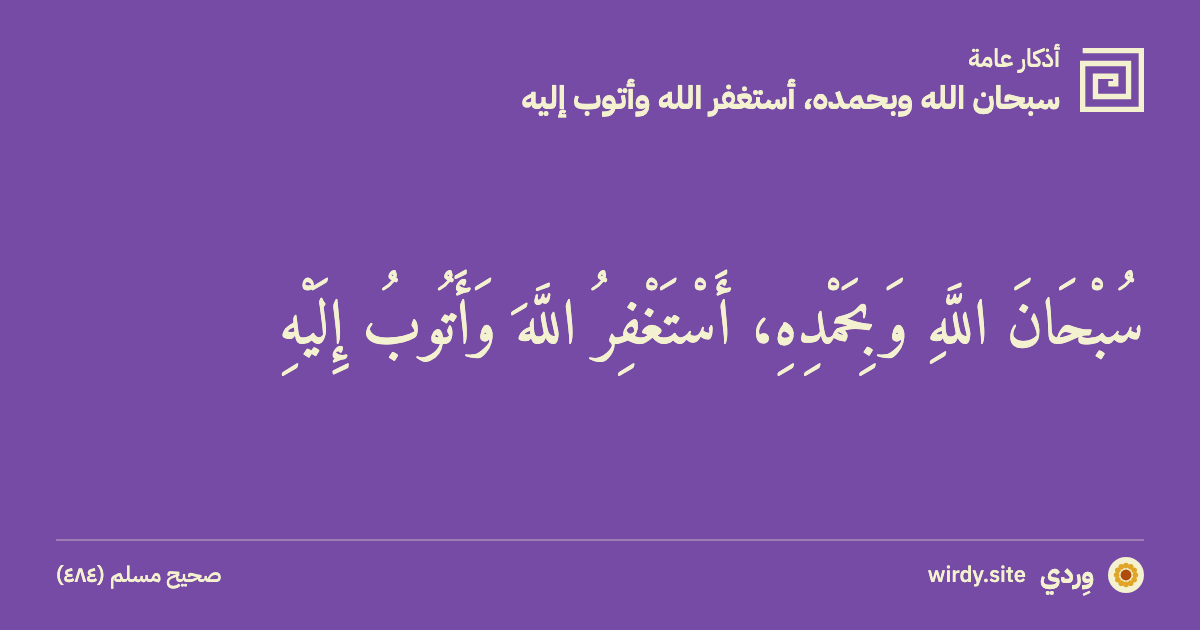 أذكار عامة
سبحان الله وبحمده، أستغفر الله وأتوب إليه
سُبْحَانَ اللَّهِ وَبِحَمْدِهِ، أَسْتَغْفِرُ اللَّهَ وَأَتُوبُ إِلَيْهِ
وِردي wirdy.site
صحيح مسلم (٤٨٤)